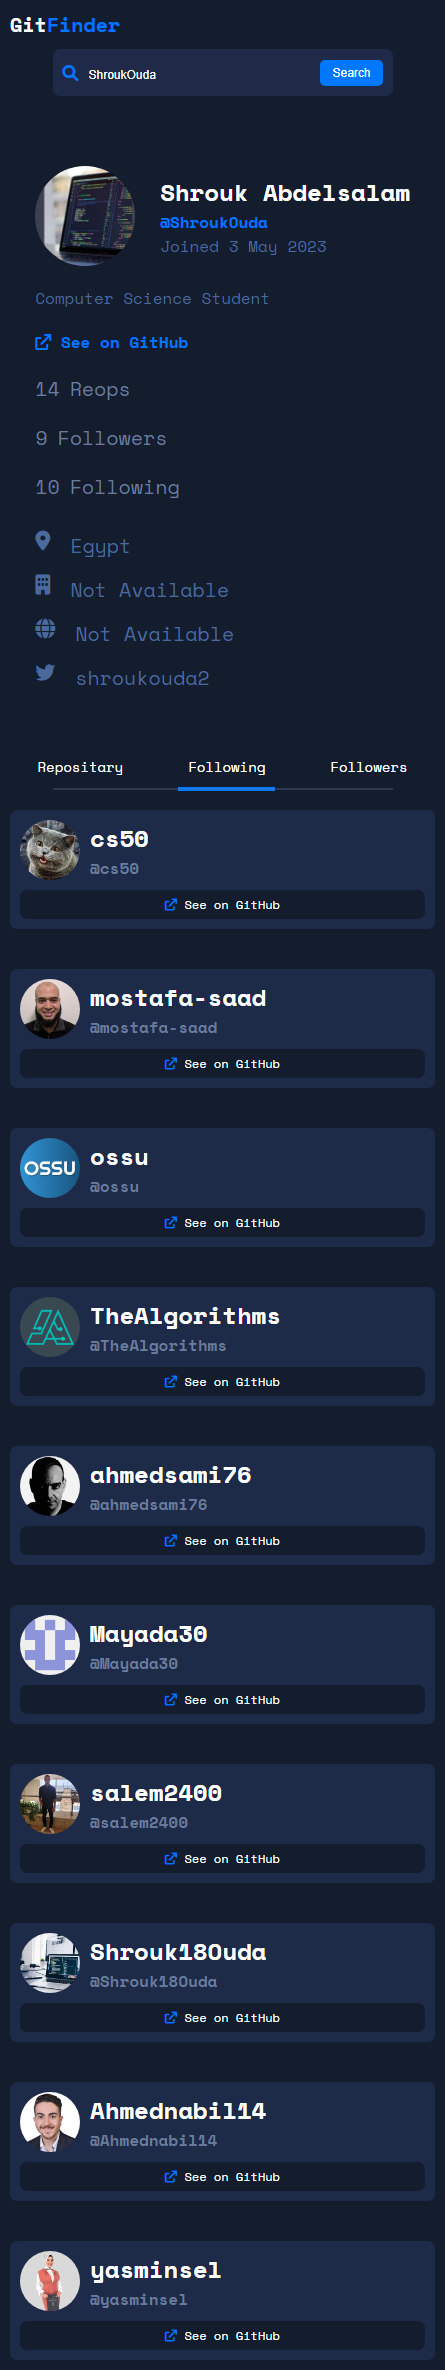 GitFinder
ShroukOuda
Search
Shrouk Abdelsalam
@ShroukOuda
Joined 3 May 2023
Computer Science Student
See on GitHub
14 Reops
9 Followers
10 Following
Egypt
Not Available
Not Available
shroukouda2
Repositary Following Followers
cs50
@cs50
See on GitHub
mostafa-saad
@mostafa-saad
See on GitHub
OSSU
ossu
@ossu
See on GitHub
TheAlgorithms
@TheAlgorithms
See on GitHub
ahmedsami76
@ahmedsami76
See on GitHub
Mayada30
@Mayada30
See on GitHub
salem2400
@salem2400
See on GitHub
Shrouk18Ouda
@Shrouk18Ouda
See on GitHub
Ahmednabil14
@Ahmednabil14
See on GitHub
yasminsel
@yasminsel
See on GitHub